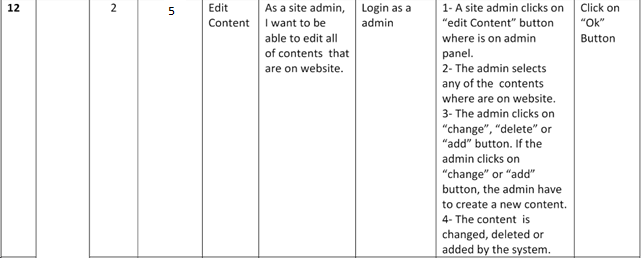 12
2
5
Edit
Content
As a site admin,
I want to be
able to edit all
of contents that
are on website.
Login as a
admin
1- A site admin clicks on
“edit Content” button
where is on admin
panel.
2- The admin selects
any of the contents
where are on website.
3- The admin clicks on
“change”, “delete” or
“add” button. If the
admin clicks on
“change” or “add”
button, the admin have
to create a new content.
4- The content is
changed, deleted or
added by the system.
Click on
“Ok”
Button